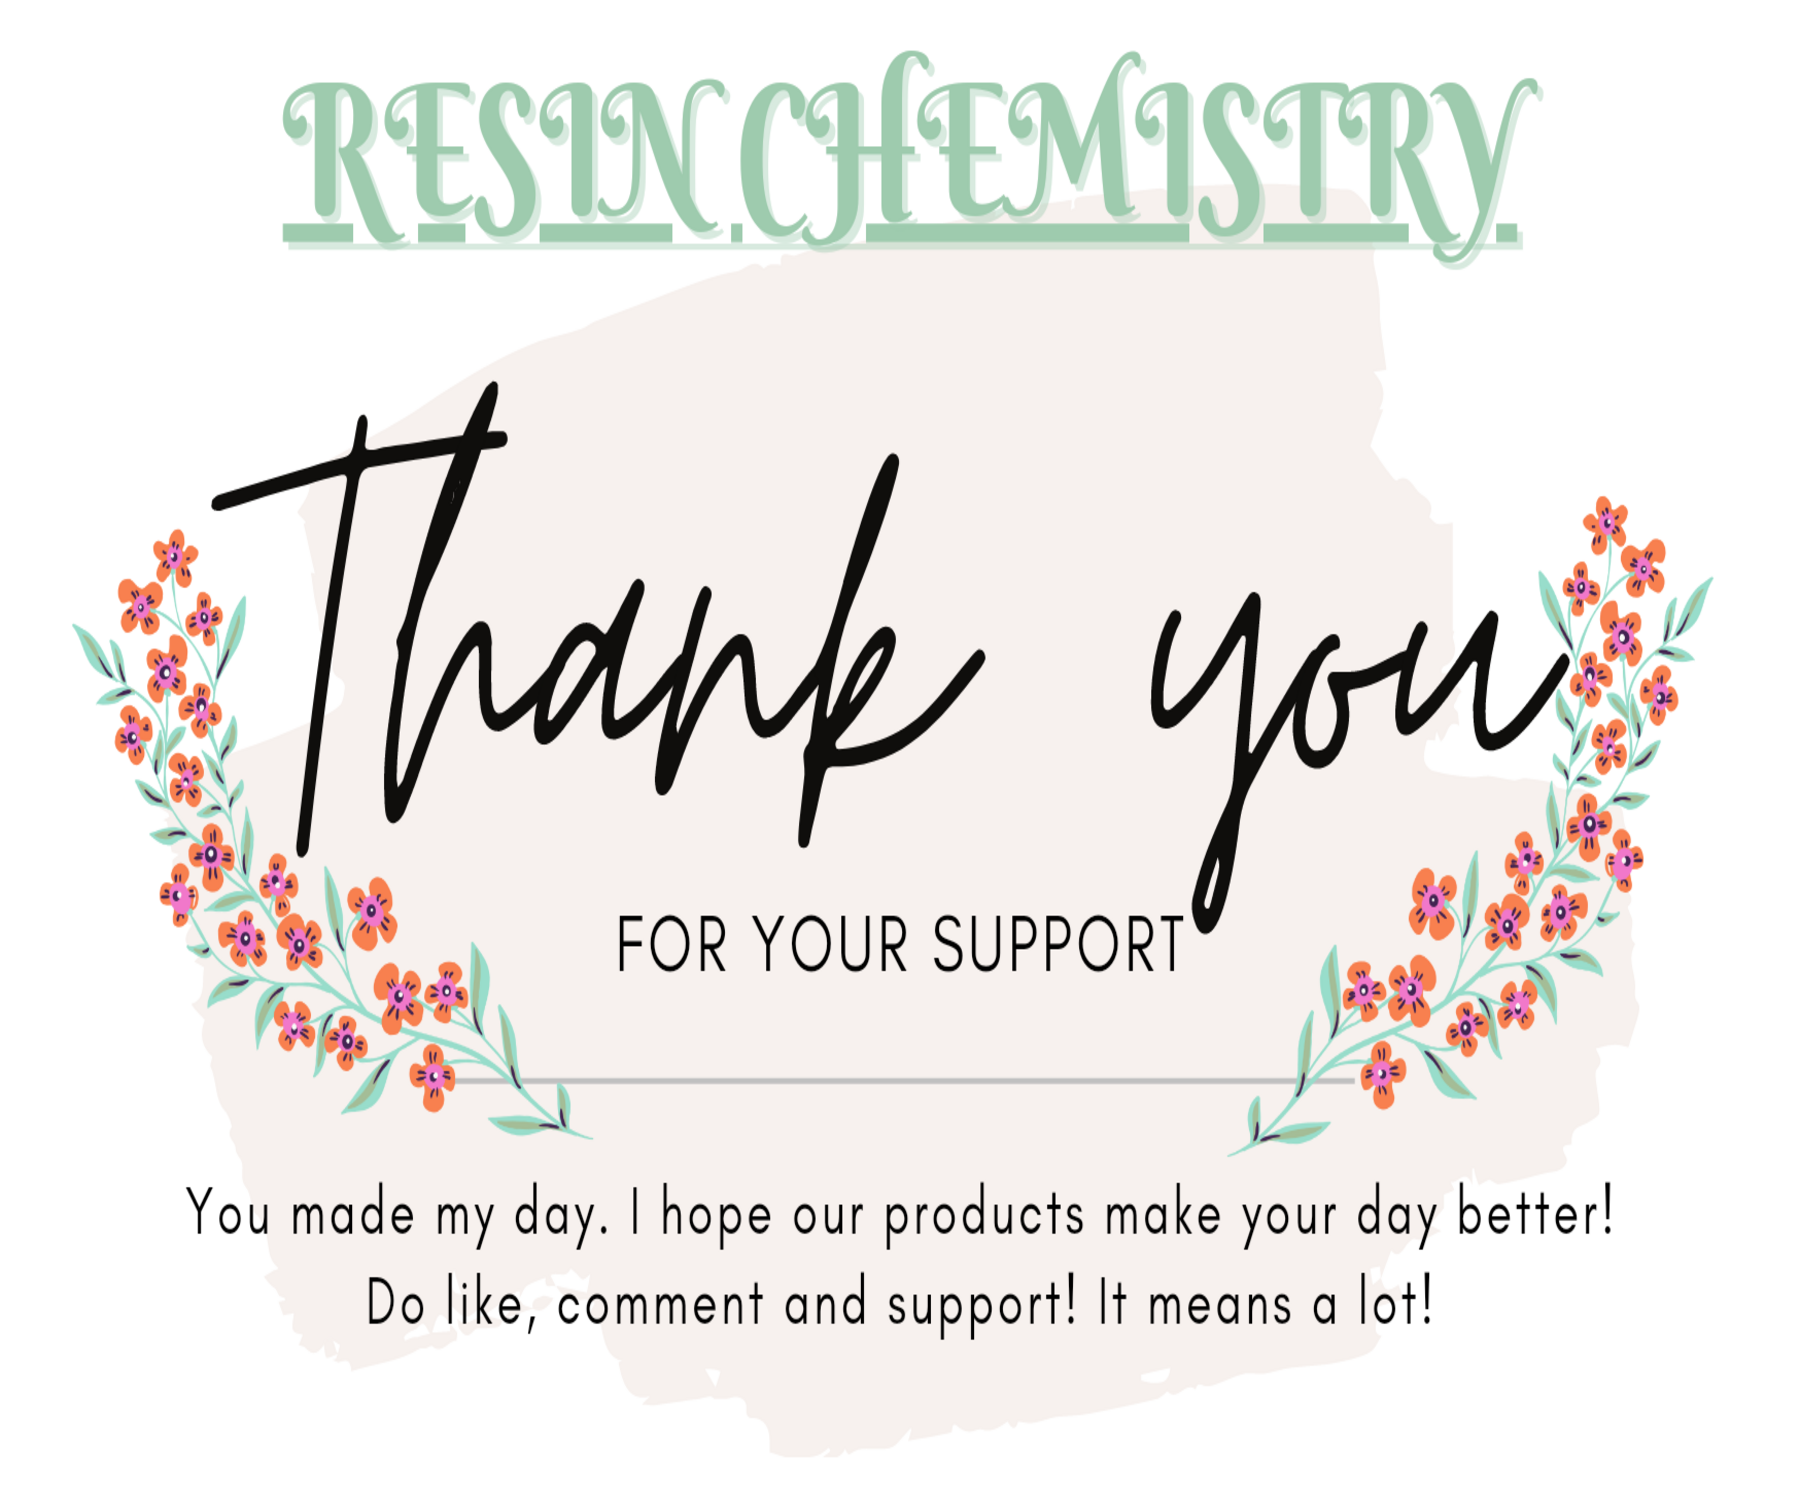 RESIN CHEMISTRY
Thank you
FOR YOUR SUPPORT
You made my day. I hope our products make your day better!
Do like, comment and support! It means a lot!